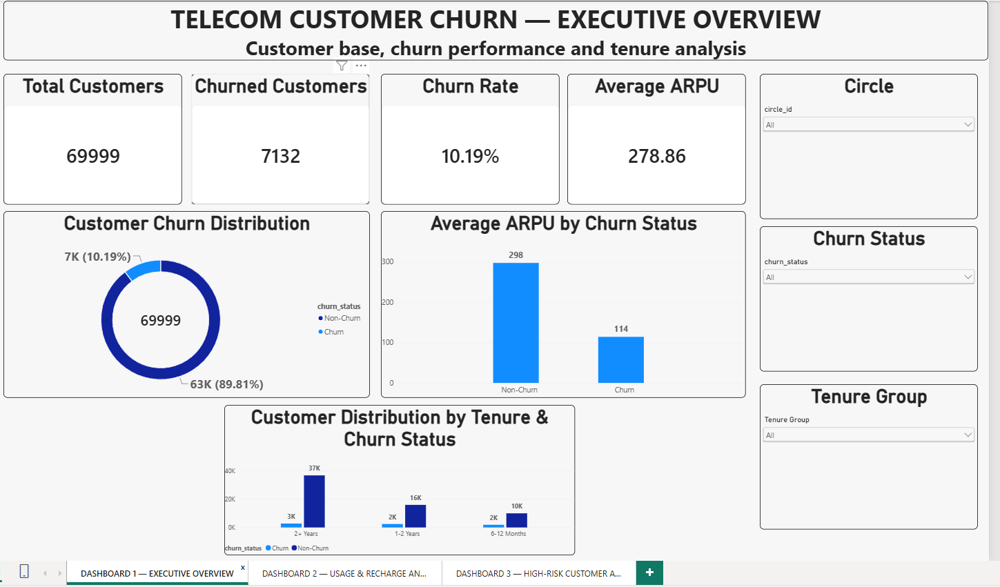 TELECOM CUSTOMER CHURN — EXECUTIVE OVERVIEW
Customer base, churn performance and tenure analysis
Total Customers
69999
Churned Customers
7132
Churn Rate
10.19%
Average ARPU
278.86
Circle
circle_id
All
Customer Churn Distribution
7K (10.19%)
69999
63K (89.81%)
churn_status
Non-Churn
Churn
Average ARPU by Churn Status
300
200
100
0
298
114
Non-Churn
Churn
Churn Status
churn_status
All
Customer Distribution by Tenure &
Churn Status
40K
20K
0K
3K
37K
2K
16K
2K
10K
2+ Years
1-2 Years
6-12 Months
churn_status Churn Non-Churn
Tenure Group
Tenure Group
All
DASHBOARD 1 — EXECUTIVE OVERVIEW
x
DASHBOARD 2 — USAGE & RECHARGE AN...
DASHBOARD 3 — HIGH-RISK CUSTOMER A...